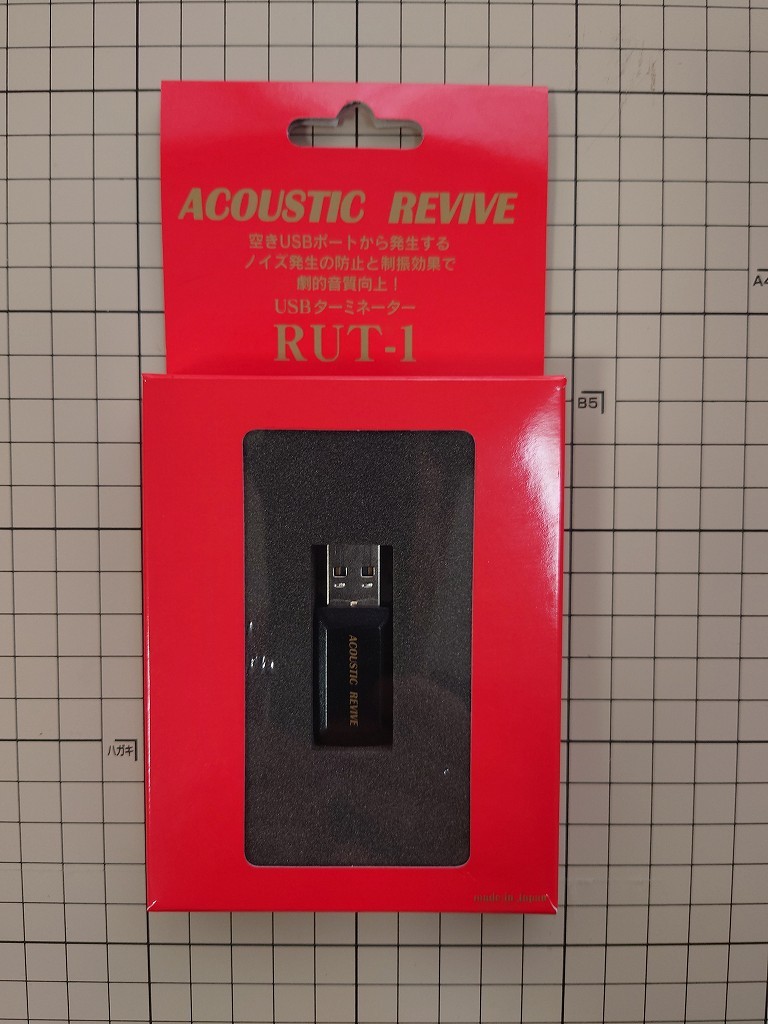 ACOUSTIC REVIVE
空きUSBポートから発生する
ノイズ発生の防止と制振効果で
劇的音質向上！
USBターミネーター
RUT-1
A4
B5
ACOUSTIC REVIVE
ハガキ
made in Japan